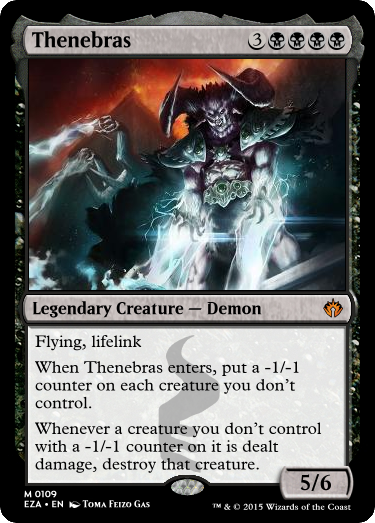 Thenebras 3
Legendary Creature — Demon
Flying, lifelink
When Thenebras enters, put a -1/-1
counter on each creature you don’t
control.
Whenever a creature you don’t control
with a -1/-1 counter on it is dealt
damage, destroy that creature.
5/6
M 0109
EZA • EN Toma Feizo Gas
™ & © 2015 Wizards of the Coast